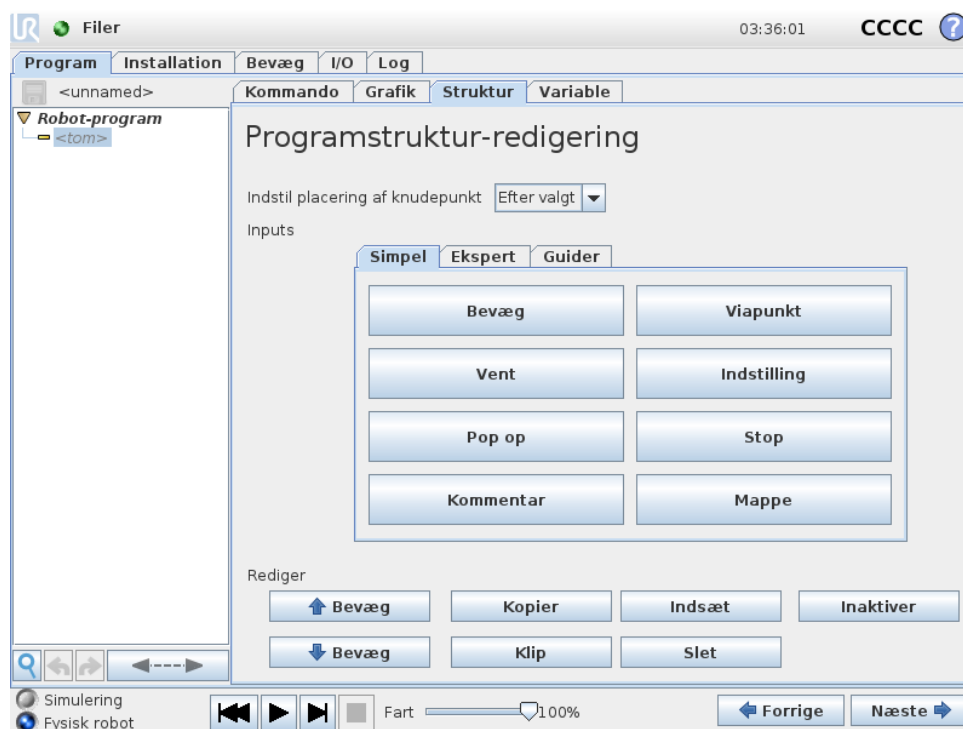 UR Filer 03:36:01 CCCC ?
Program Installation Bevæg I/O Log
<unnamed> Kommando Grafik Struktur Variable
Robot-program
<tom>
Programstruktur-redigering
Indstil placering af knudepunkt Efter valgt
Inputs
Simpel Ekspert Guider
Bevæg Viapunkt
Vent Indstilling
Pop op Stop
Kommentar Mappe
Rediger
Bevæg Kopier Indsæt Inaktiver
Bevæg Klip Slet
Simulering
Fysisk robot
Fart 100% Forrige Næste